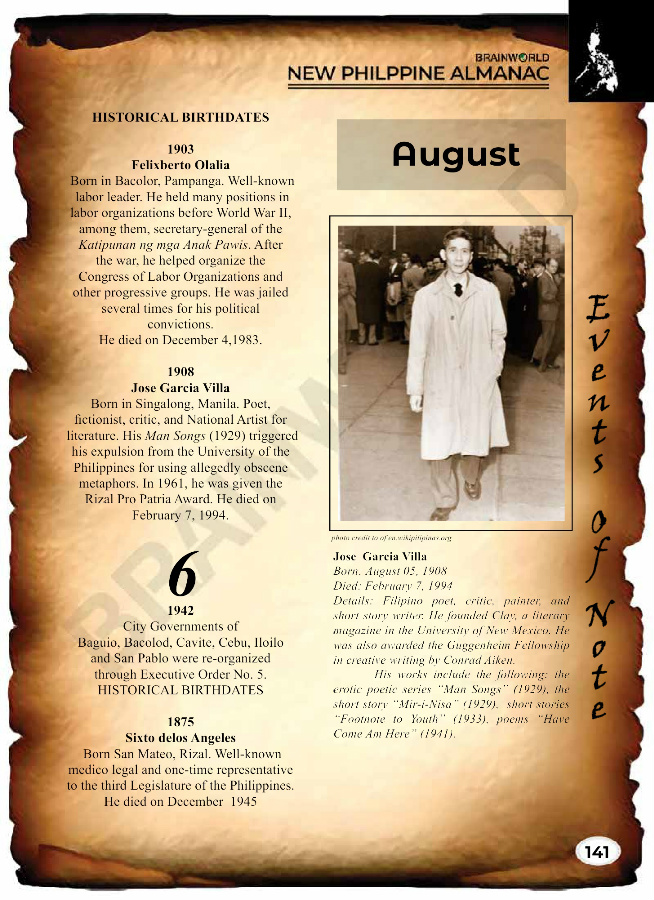 BRAINWORLD
NEW PHILPPINE ALMANAC
HISTORICAL BIRTHDATES
1903
Felixberto Olalia
Born in Bacolor, Pampanga. Well-known
labor leader. He held many positions in
labor organizations before World War II,
among them, secretary-general of the
Katipunan ng mga Anak Pawis. After
the war, he helped organize the
Congress of Labor Organizations and
other progressive groups. He was jailed
several times for his political
convictions.
He died on December 4,1983.
1908
Jose Garcia Villa
Born in Singalong, Manila. Poet,
fictionist, critic, and National Artist for
literature. His Man Songs (1929) triggered
his expulsion from the University of the
Philippines for using allegedly obscene
metaphors. In 1961, he was given the
Rizal Pro Patria Award. He died on
February 7, 1994.
6
1942
City Governments of
Baguio, Bacolod, Cavite, Cebu, Iloilo
and San Pablo were re-organized
through Executive Order No. 5.
HISTORICAL BIRTHDATES
1875
Sixto delos Angeles
Born San Mateo, Rizal. Well-known
medico legal and one-time representative
to the third Legislature of the Philippines.
He died on December 1945
August
photo credit to of en.wikipilipinas.org
Jose Garcia Villa
Born: August 05, 1908
Died: February 7, 1994
Details: Filipino poet, critic, painter, and
short story writer. He founded Clay, a literary
magazine in the University of New Mexico. He
was also awarded the Guggenheim Fellowship
in creative writing by Conrad Aiken.
His works include the following: the
erotic poetic series “Man Songs” (1929), the
short story “Mir-i-Nisa” (1929), short stories
“Footnote to Youth” (1933), poems “Have
Come Am Here” (1941).
Events of Note
BRAINWORLD
141